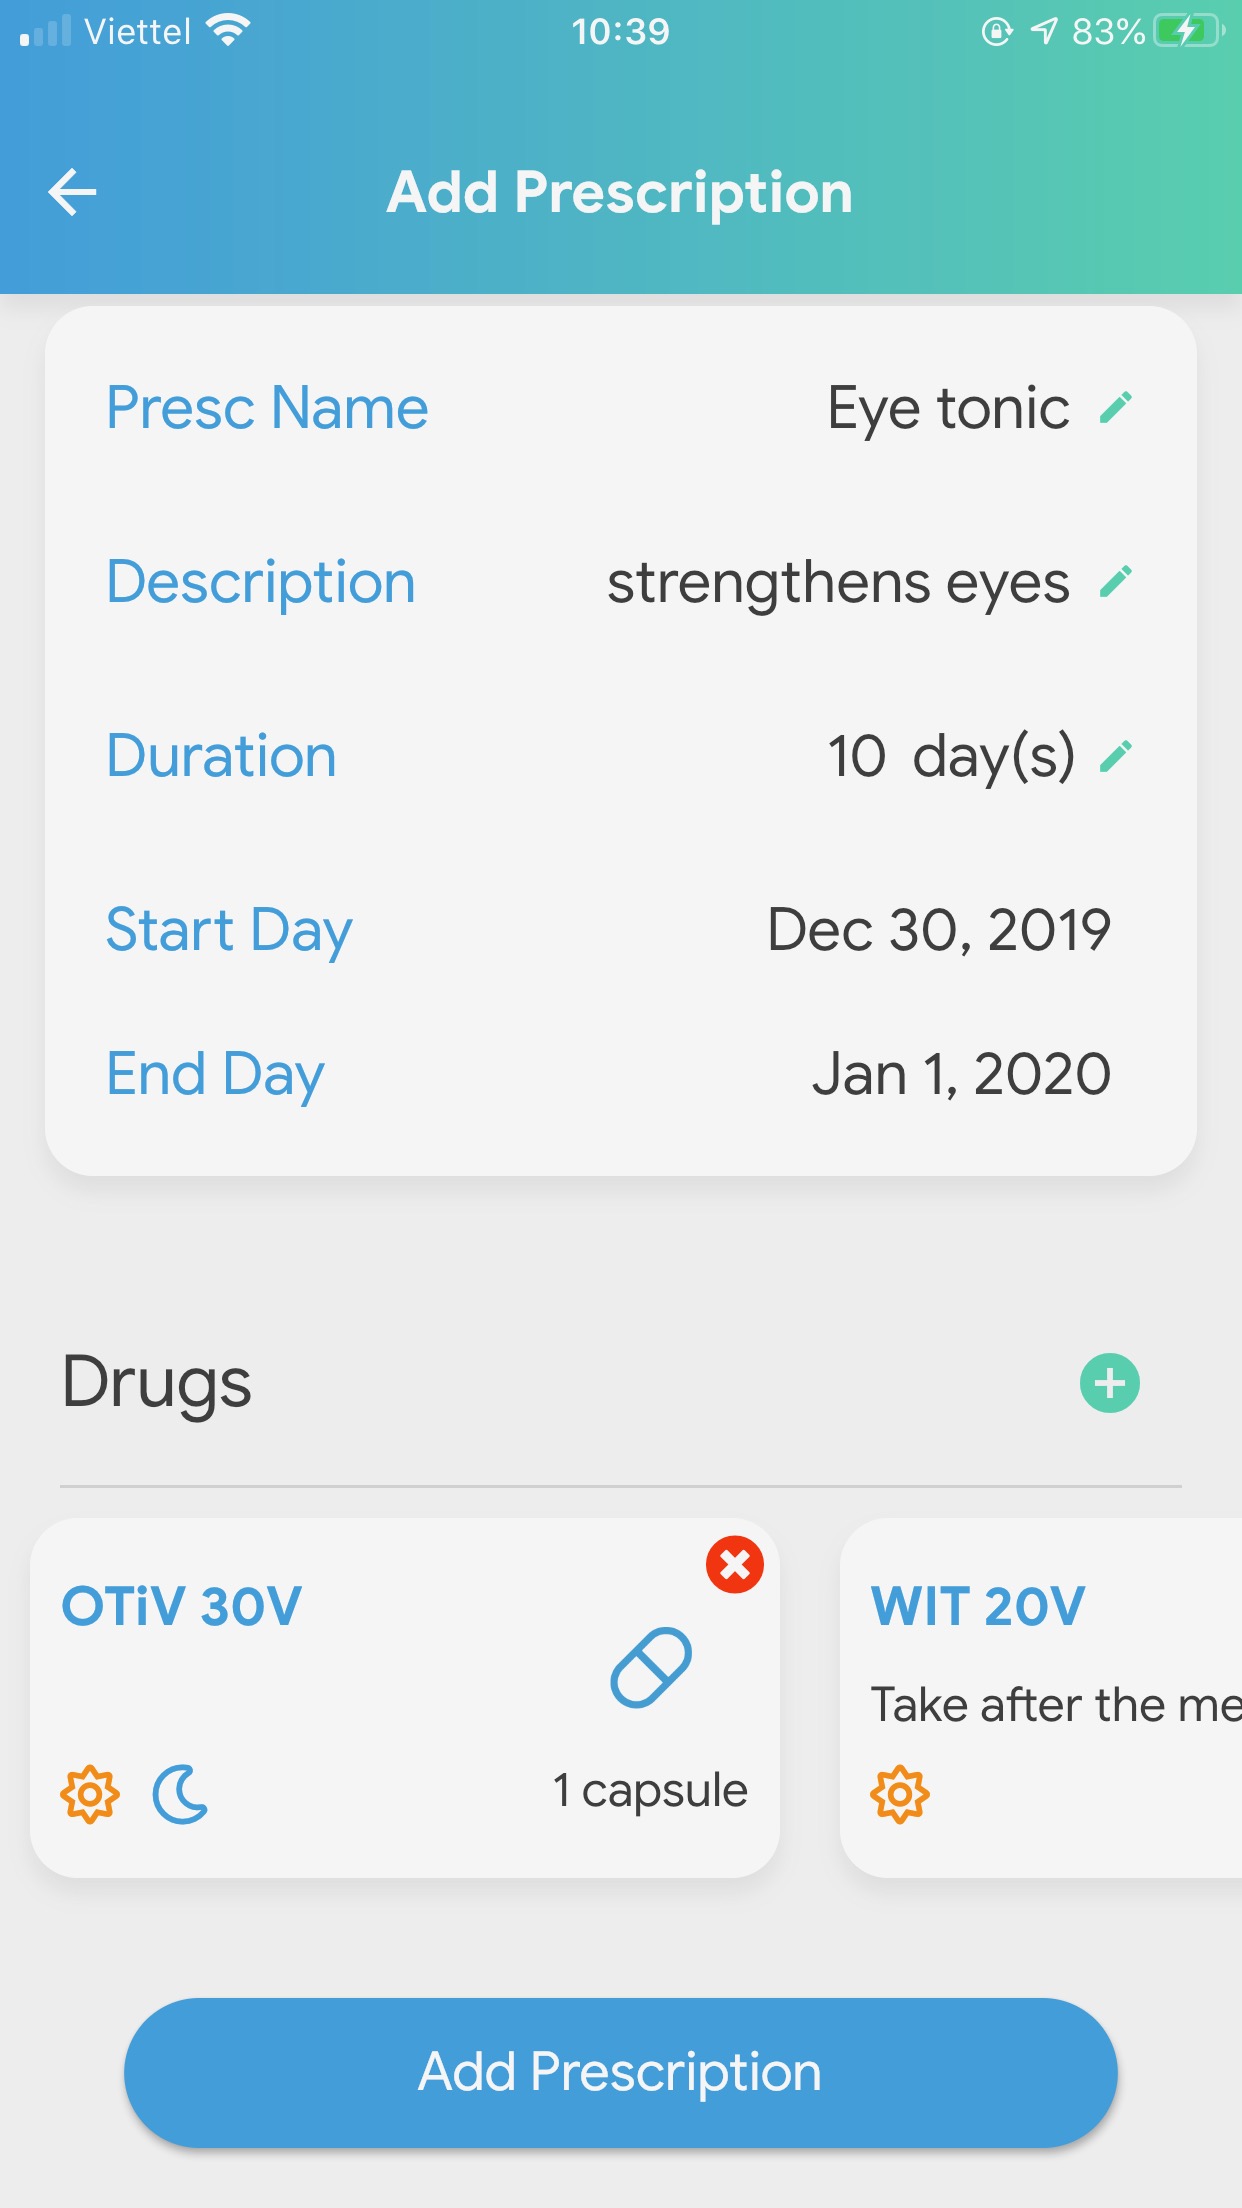 Viettel 10:39 83%
Add Prescription
Presc Name Eye tonic
Description strengthens eyes
Duration 10 day(s)
Start Day Dec 30, 2019
End Day Jan 1, 2020
Drugs
OTiV 30V
1 capsule
WIT 20V
Take after the me
Add Prescription